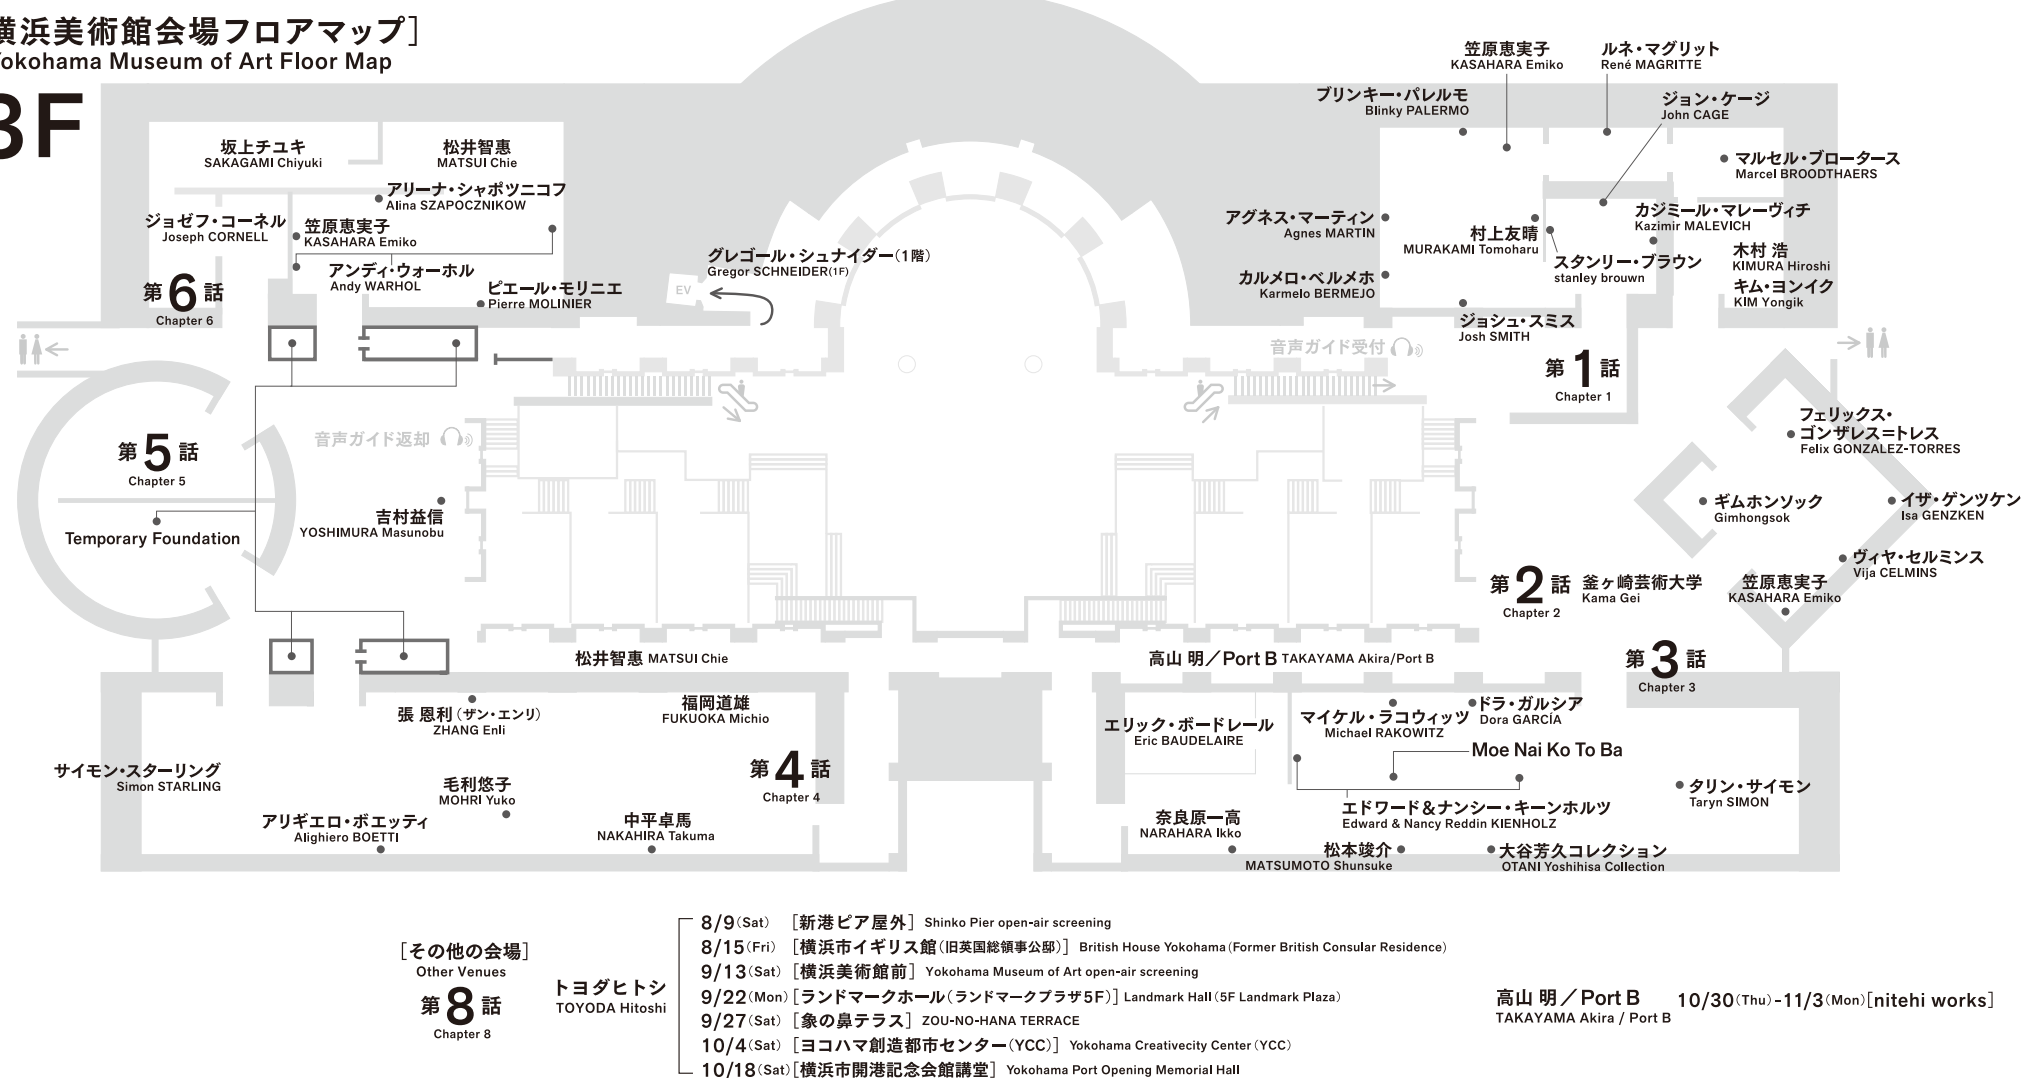 横浜美術館会場フロアマップ]
Yokohama Museum of Art Floor Map
3F
坂上チユキ
SAKAGAMI Chiyuki
松井智惠
MATSUI Chie
アリーナ・シャポツニコフ
Alina SZAPOCZNIKOW
ジョゼフ・コーネル
Joseph CORNELL
笠原恵実子
KASAHARA Emiko
アンディ・ウォーホル
Andy WARHOL
ピエール・モリニエ
Pierre MOLINIER
第6話
Chapter 6
グレゴール・シュナイダー(1階)
Gregor SCHNEIDER(1F)
EV
笠原恵実子
KASAHARA Emiko
ルネ・マグリット
René MAGRITTE
ブリンキー・パレルモ
Blinky PALERMO
ジョン・ケージ
John CAGE
マルセル・ブロータース
Marcel BROODTHAERS
アグネス・マーティン
Agnes MARTIN
村上友晴
MURAKAMI Tomoharu
カジミール・マレーヴィチ
Kazimir MALEVICH
スタンリー・ブラウン
stanley brouwn
木村 浩
KIMURA Hiroshi
キム・ヨンイク
KIM Yongik
カルメロ・ベルメホ
Karmelo BERMEJO
ジョシュ・スミス
Josh SMITH
音声ガイド受付
第1話
Chapter 1
第5話
Chapter 5
音声ガイド返却
吉村益信
YOSHIMURA Masunobu
Temporary Foundation
フェリックス・
ゴンザレス=トレス
Felix GONZALEZ-TORRES
ギムホンソック
Gimhongsok
イザ・ゲンツケン
Isa GENZKEN
ヴィヤ・セルミンス
Vija CELMINS
第2話
Chapter 2
釜ヶ崎芸術大学
Kama Gei
笠原恵実子
KASAHARA Emiko
松井智惠 MATSUI Chie
高山 明／Port B TAKAYAMA Akira/Port B
第3話
Chapter 3
張 恩利(ザン・エンリ)
ZHANG Enli
福岡道雄
FUKUOKA Michio
サイモン・スターリング
Simon STARLING
毛利悠子
MOHRI Yuko
第4話
Chapter 4
アリギエロ・ボエッティ
Alighiero BOETTI
中平卓馬
NAKAHIRA Takuma
エリック・ボードレール
Eric BAUDELAIRE
マイケル・ラコウィッツ
Michael RAKOWITZ
ドラ・ガルシア
Dora GARCÍA
Moe Nai Ko To Ba
タリン・サイモン
Taryn SIMON
エドワード＆ナンシー・キーンホルツ
Edward & Nancy Reddin KIENHOLZ
奈良原一高
NARAHARA Ikko
松本竣介
MATSUMOTO Shunsuke
大谷芳久コレクション
OTANI Yoshihisa Collection
[その他の会場]
Other Venues
第8話
Chapter 8
トヨダヒトシ
TOYODA Hitoshi
8/9(Sat) [新港ピア屋外] Shinko Pier open-air screening
8/15(Fri) [横浜市イギリス館(旧英国総領事公邸)] British House Yokohama(Former British Consular Residence)
9/13(Sat) [横浜美術館前] Yokohama Museum of Art open-air screening
9/22(Mon) [ランドマークホール(ランドマークプラザ5F)] Landmark Hall(5F Landmark Plaza)
9/27(Sat) [象の鼻テラス] ZOU-NO-HANA TERRACE
10/4(Sat) [ヨコハマ創造都市センター(YCC)] Yokohama Creativecity Center(YCC)
10/18(Sat) [横浜市開港記念会館講堂] Yokohama Port Opening Memorial Hall
高山 明／Port B 10/30(Thu)-11/3(Mon)[nitehi works]
TAKAYAMA Akira / Port B